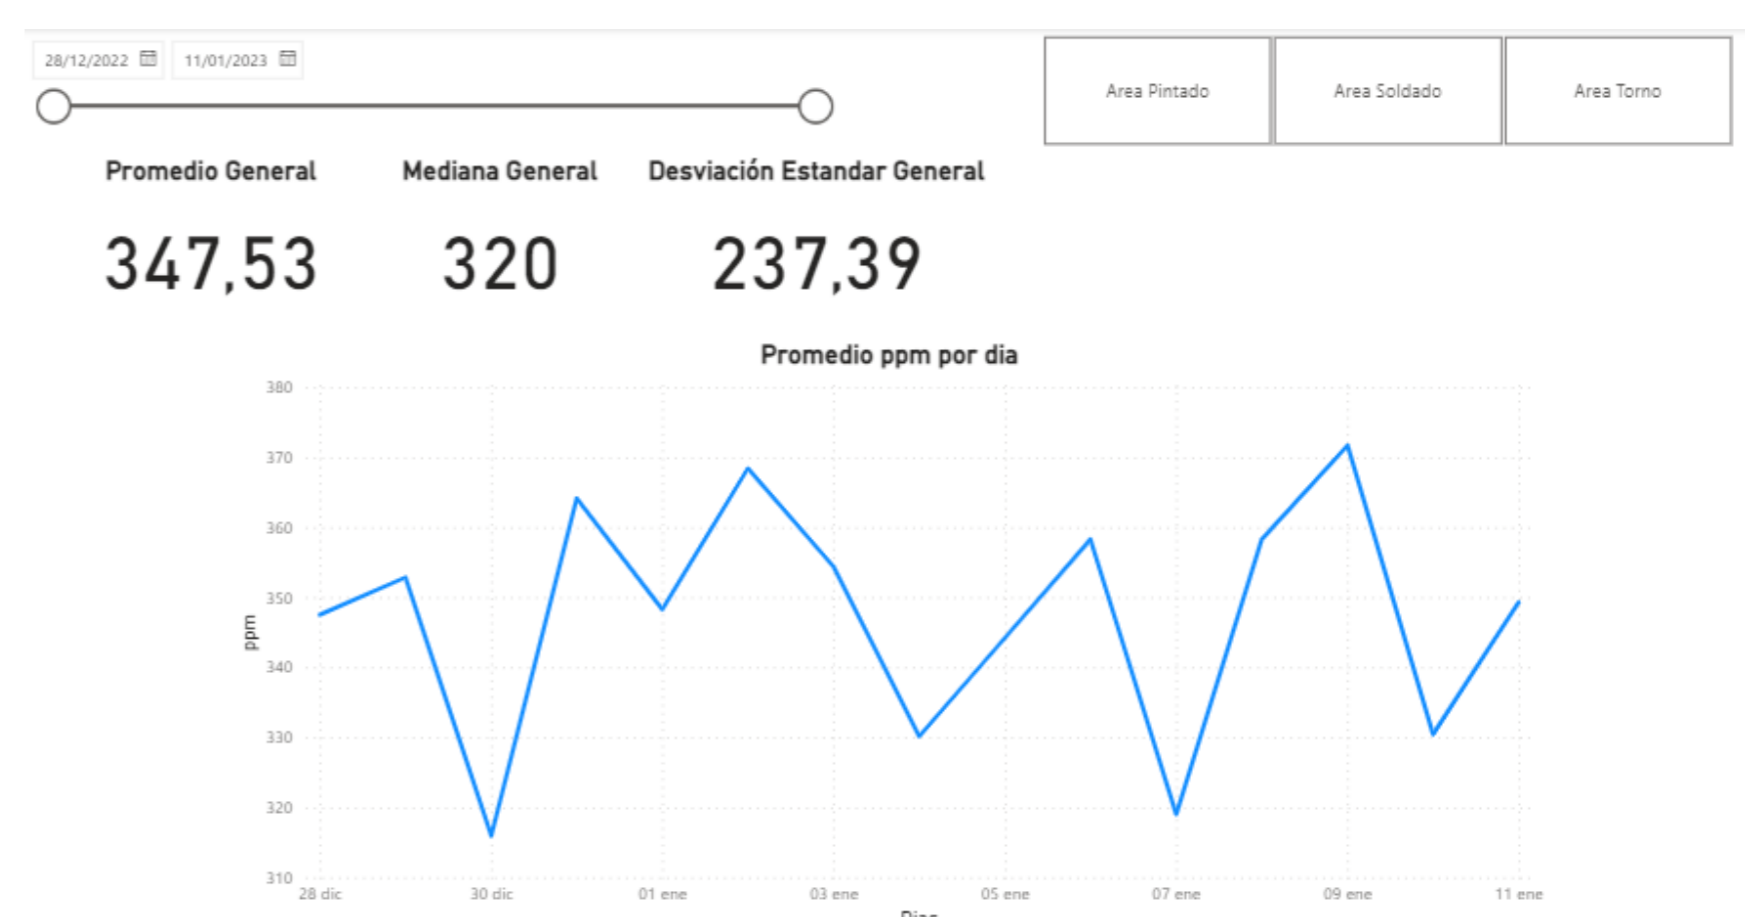 28/12/2022 11/01/2023
Area Pintado Area Soldado Area Torno
Promedio General Mediana General Desviación Estandar General
347,53 320 237,39
Promedio ppm por dia
380
370
360
350
340
330
320
310
ppm
28 dic 30 dic 01 ene 03 ene 05 ene 07 ene 09 ene 11 ene